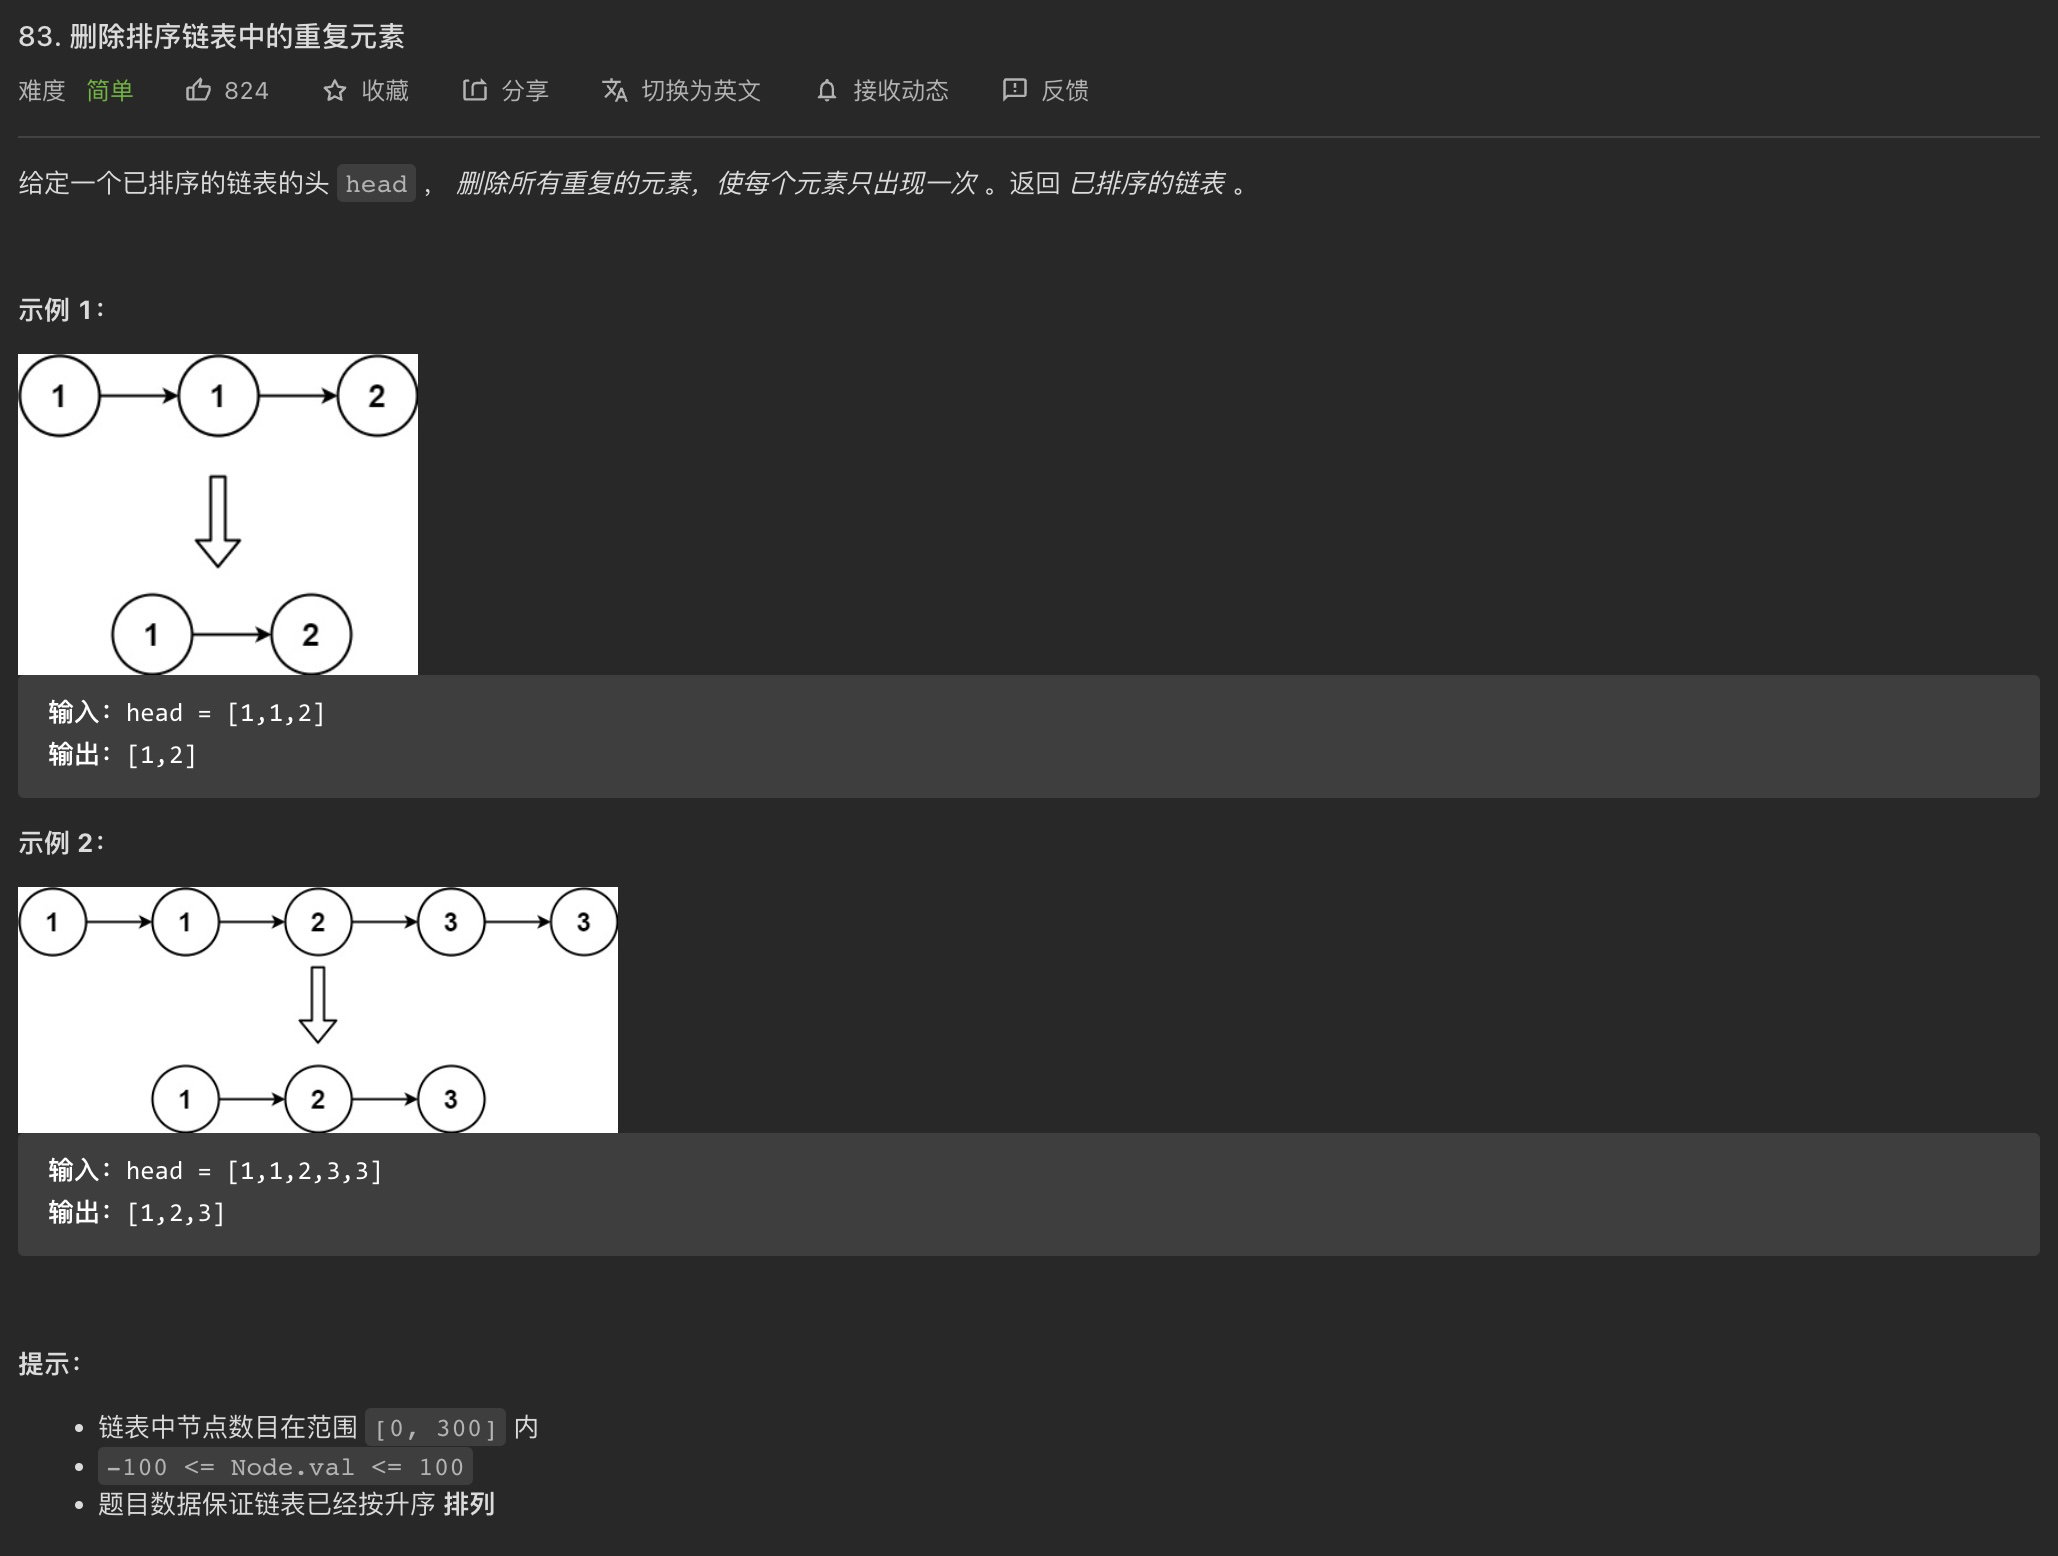 83. 删除排序链表中的重复元素
难度 简单 824 收藏 分享 切换为英文 接收动态 反馈
给定一个已排序的链表的头 head ， 删除所有重复的元素，使每个元素只出现一次 。返回 已排序的链表 。
示例 1：
1 1 2
1 2
输入：head = [1,1,2]
输出：[1,2]
示例 2：
1 1 2 3 3
1 2 3
输入：head = [1,1,2,3,3]
输出：[1,2,3]
提示：
• 链表中节点数目在范围 [0, 300] 内
• -100 <= Node.val <= 100
• 题目数据保证链表已经按升序 排列